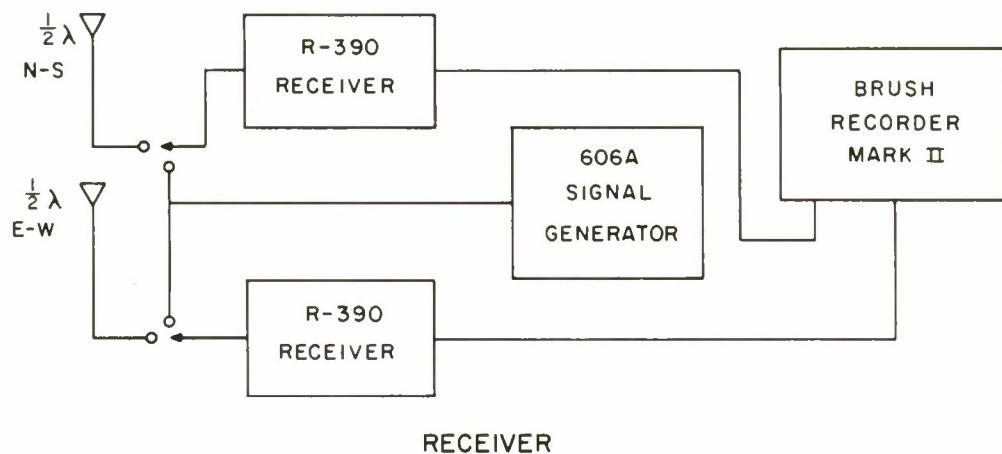 ½ λ
N-S
R-390
RECEIVER
BRUSH
RECORDER
MARK II
606A
SIGNAL
GENERATOR
½ λ
E-W
R-390
RECEIVER
RECEIVER